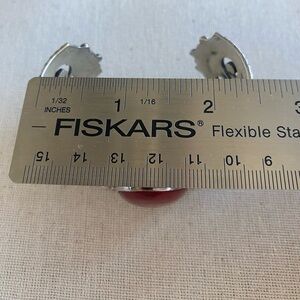 1/32 1 1/16 2 3
INCHES
FISKARS® Flexible Sta
15 14 13 12 11 10 9